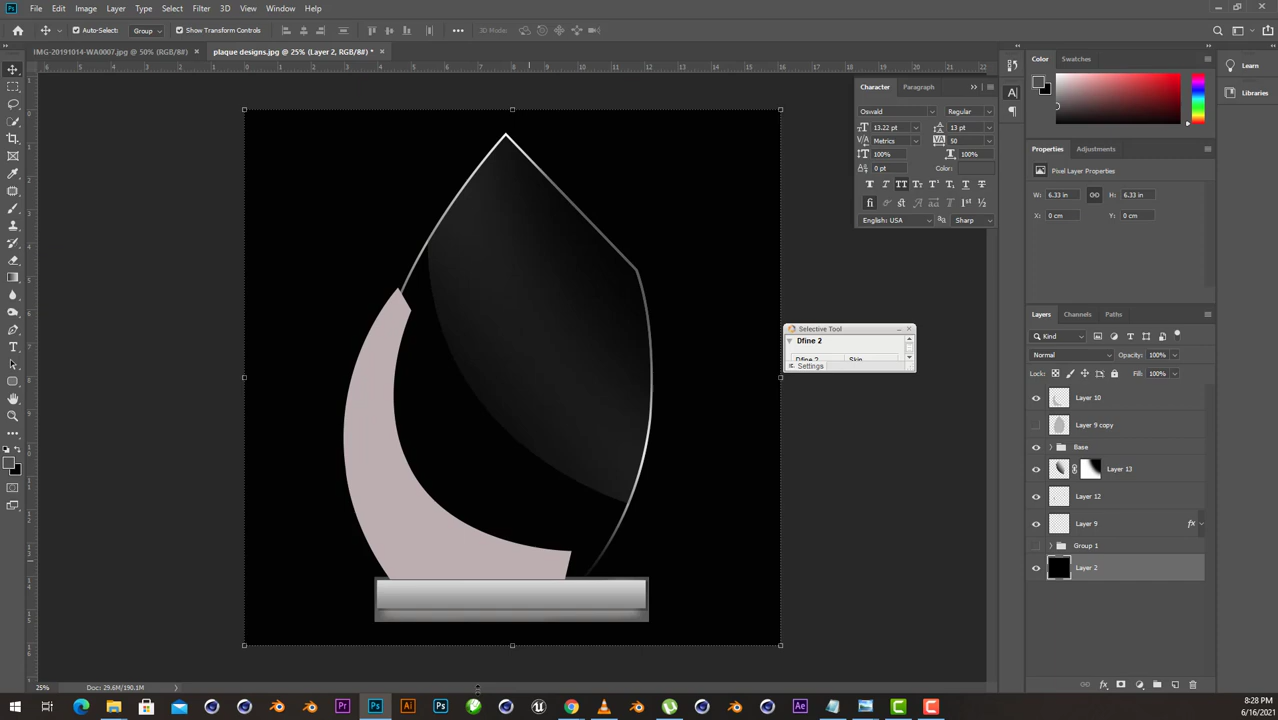 File Edit Image Layer Type Select Filter 3D View Window Help
Auto-Select: Group Show Transform Controls 3D Mode:
IMG-20191014-WA0007.jpg @ 50% (RGB/8#) × plaque designs.jpg @ 25% (Layer 2, RGB/8#) * ×
Character Paragraph
Oswald Regular
13.22 pt 13 pt
Metrics 50
100% 100%
0 pt Color:
English: USA Sharp
Selective Tool
Dfine 2
Dfine 2 Skin
Settings
Color Swatches
Learn
Libraries
Properties Adjustments
Pixel Layer Properties
W: 6.33 in H: 6.33 in
X: 0 cm Y: 0 cm
Layers Channels Paths
Kind
Normal Opacity: 100%
Lock: Fill: 100%
Layer 10
Layer 9 copy
Base
Layer 13
Layer 12
Layer 9 fx
Group 1
Layer 2
25% Doc: 29.6M/190.1M
8:28 PM
6/16/2021